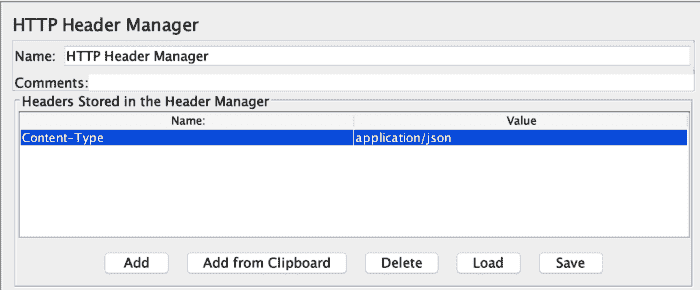 HTTP Header Manager
Name: HTTP Header Manager
Comments:
Headers Stored in the Header Manager
Name: Value
Content-Type application/json
Add Add from Clipboard Delete Load Save